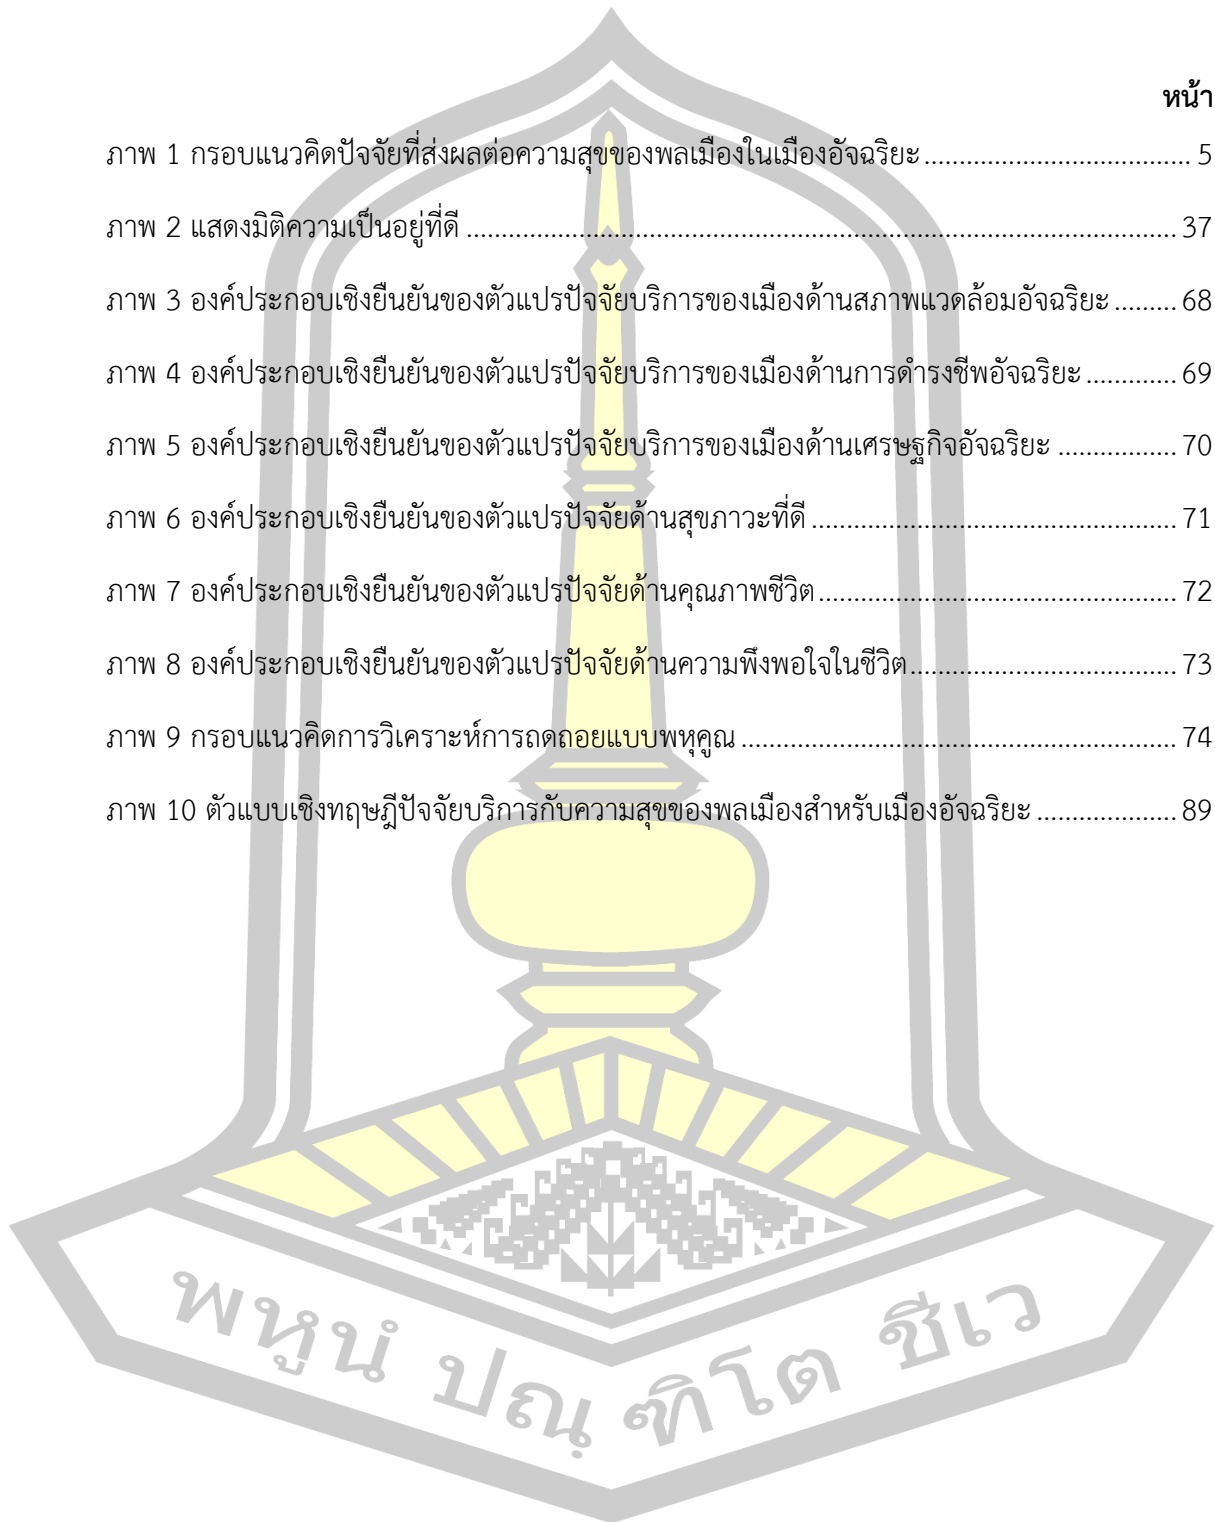 หน้า
ภาพ 1 กรอบแนวคิดปัจจัยที่ส่งผลต่อความสุขของพลเมืองในเมืองอัจฉริยะ ..................................... 5
ภาพ 2 แสดงมิติความเป็นอยู่ที่ดี .................................................................................................. 37
ภาพ 3 องค์ประกอบเชิงยืนยันของตัวแปรปัจจัยบริการของเมืองด้านสภาพแวดล้อมอัจฉริยะ ......... 68
ภาพ 4 องค์ประกอบเชิงยืนยันของตัวแปรปัจจัยบริการของเมืองด้านการดำรงชีพอัจฉริยะ ............. 69
ภาพ 5 องค์ประกอบเชิงยืนยันของตัวแปรปัจจัยบริการของเมืองด้านเศรษฐกิจอัจฉริยะ ................. 70
ภาพ 6 องค์ประกอบเชิงยืนยันของตัวแปรปัจจัยด้านสุขภาวะที่ดี ................................................... 71
ภาพ 7 องค์ประกอบเชิงยืนยันของตัวแปรปัจจัยด้านคุณภาพชีวิต .................................................. 72
ภาพ 8 องค์ประกอบเชิงยืนยันของตัวแปรปัจจัยด้านความพึงพอใจในชีวิต ..................................... 73
ภาพ 9 กรอบแนวคิดการวิเคราะห์การถดถอยแบบพหุคูณ ............................................................. 74
ภาพ 10 ตัวแบบเชิงทฤษฎีปัจจัยบริการกับความสุขของพลเมืองสำหรับเมืองอัจฉริยะ .................... 89
พหูนํ ปณฺฑิโต ชีเว